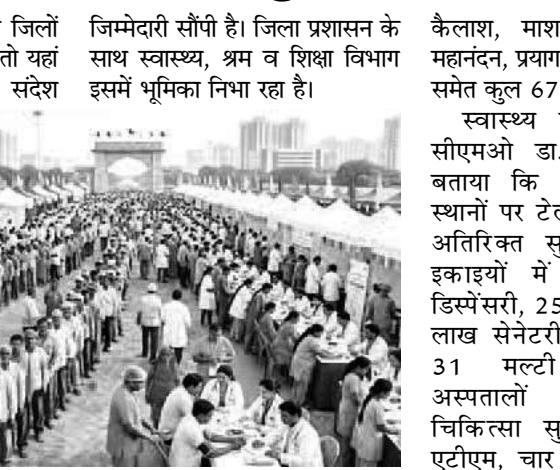 जिलों
तो यहां
संदेश
जिम्मेदारी सौंपी है। जिला प्रशासन के
साथ स्वास्थ्य, श्रम व शिक्षा विभाग
इसमें भूमिका निभा रहा है।
कैलाश, माश
महानंदन, प्रयाग
समेत कुल 67
स्वास्थ्य
सीएमओ डा.
बताया कि
स्थानों पर टेल
अतिरिक्त सु
इकाइयों में
डिस्पेंसरी, 25
लाख सेनेटरी
31 मल्टी
अस्पतालों
चिकित्सा सु
एटीएम, चार